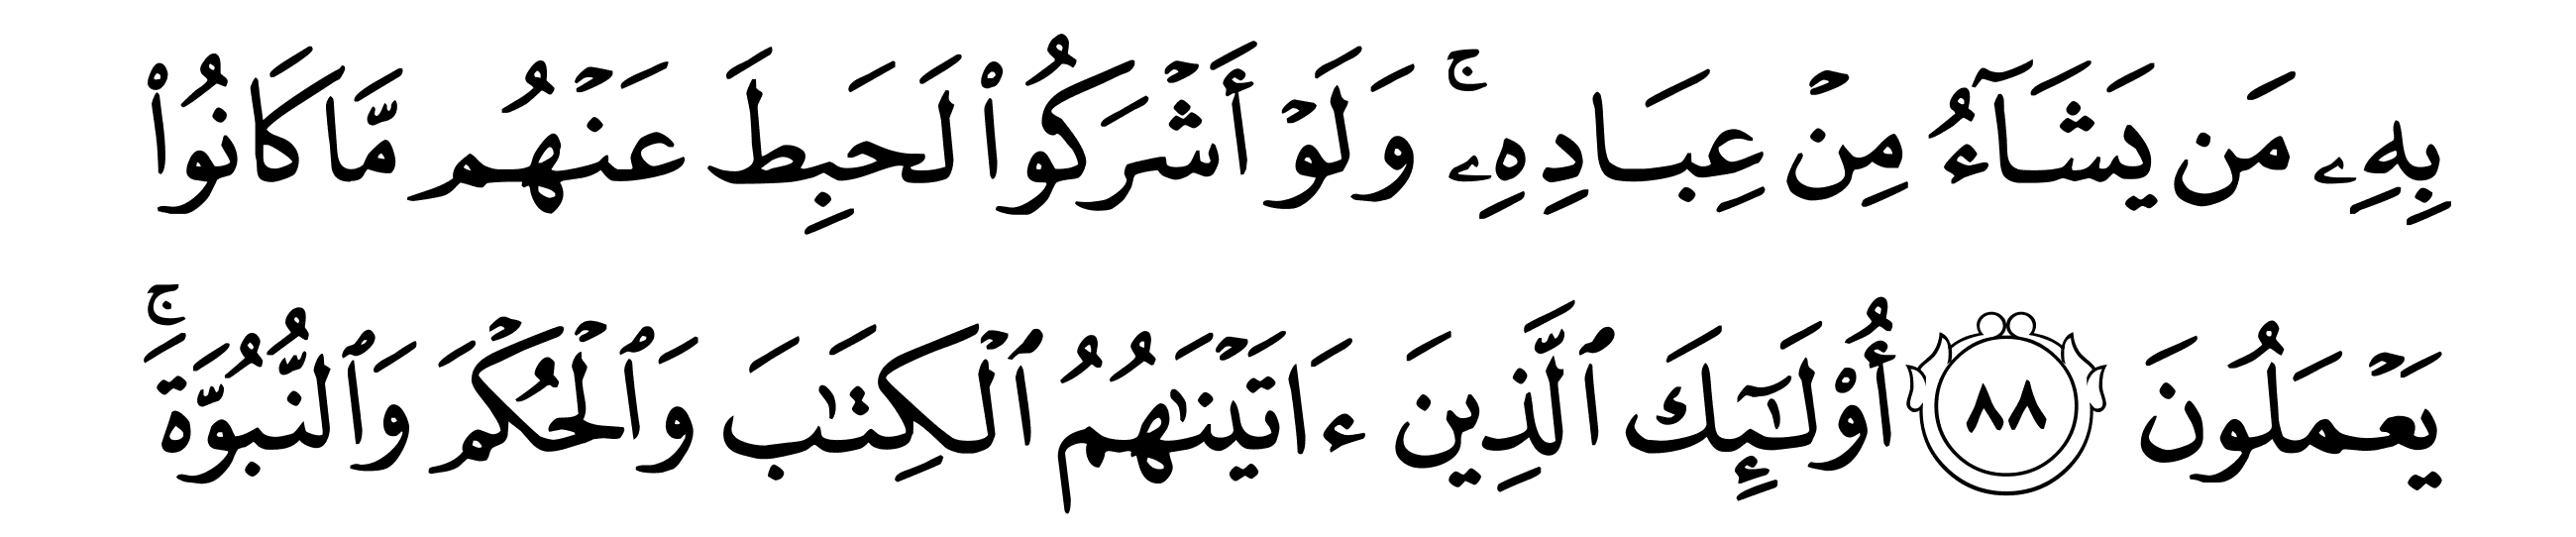 بِهِۦ مَن يَشَآءُ مِنۡ عِبَادِهِۦۚ وَلَوۡ أَشۡرَكُواْ لَحَبِطَ عَنۡهُم مَّا كَانُواْ
يَعۡمَلُونَ ٨٨ أُوْلَٰٓئِكَ ٱلَّذِينَ ءَاتَيۡنَٰهُمُ ٱلۡكِتَٰبَ وَٱلۡحُكۡمَ وَٱلنُّبُوَّةَۚ